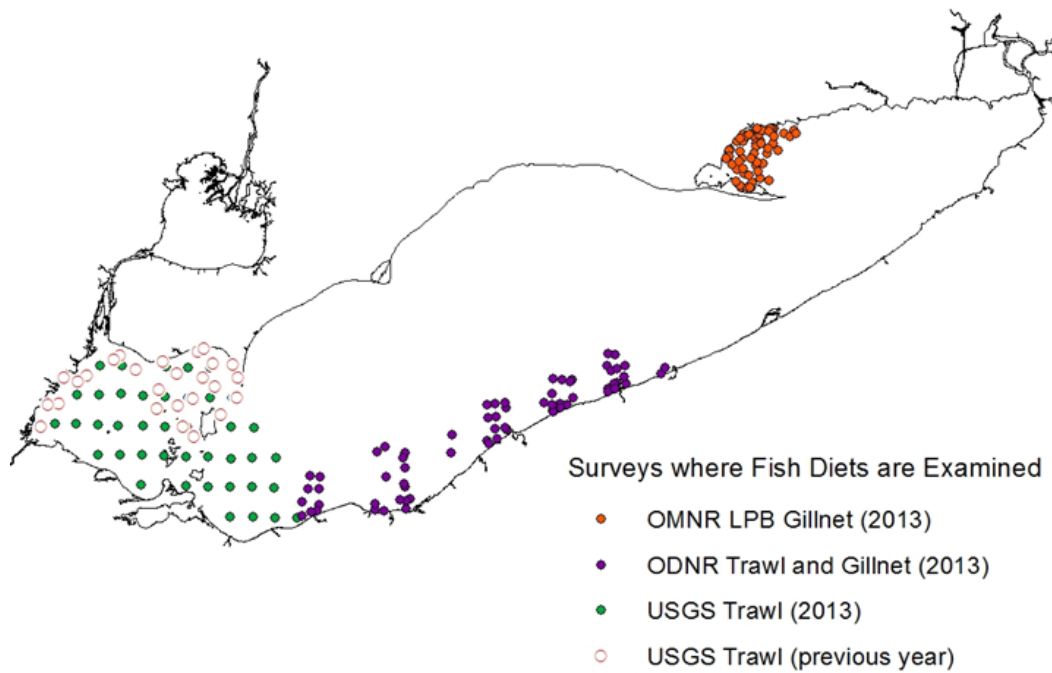 Surveys where Fish Diets are Examined
OMNR LPB Gillnet (2013)
ODNR Trawl and Gillnet (2013)
USGS Trawl (2013)
USGS Trawl (previous year)